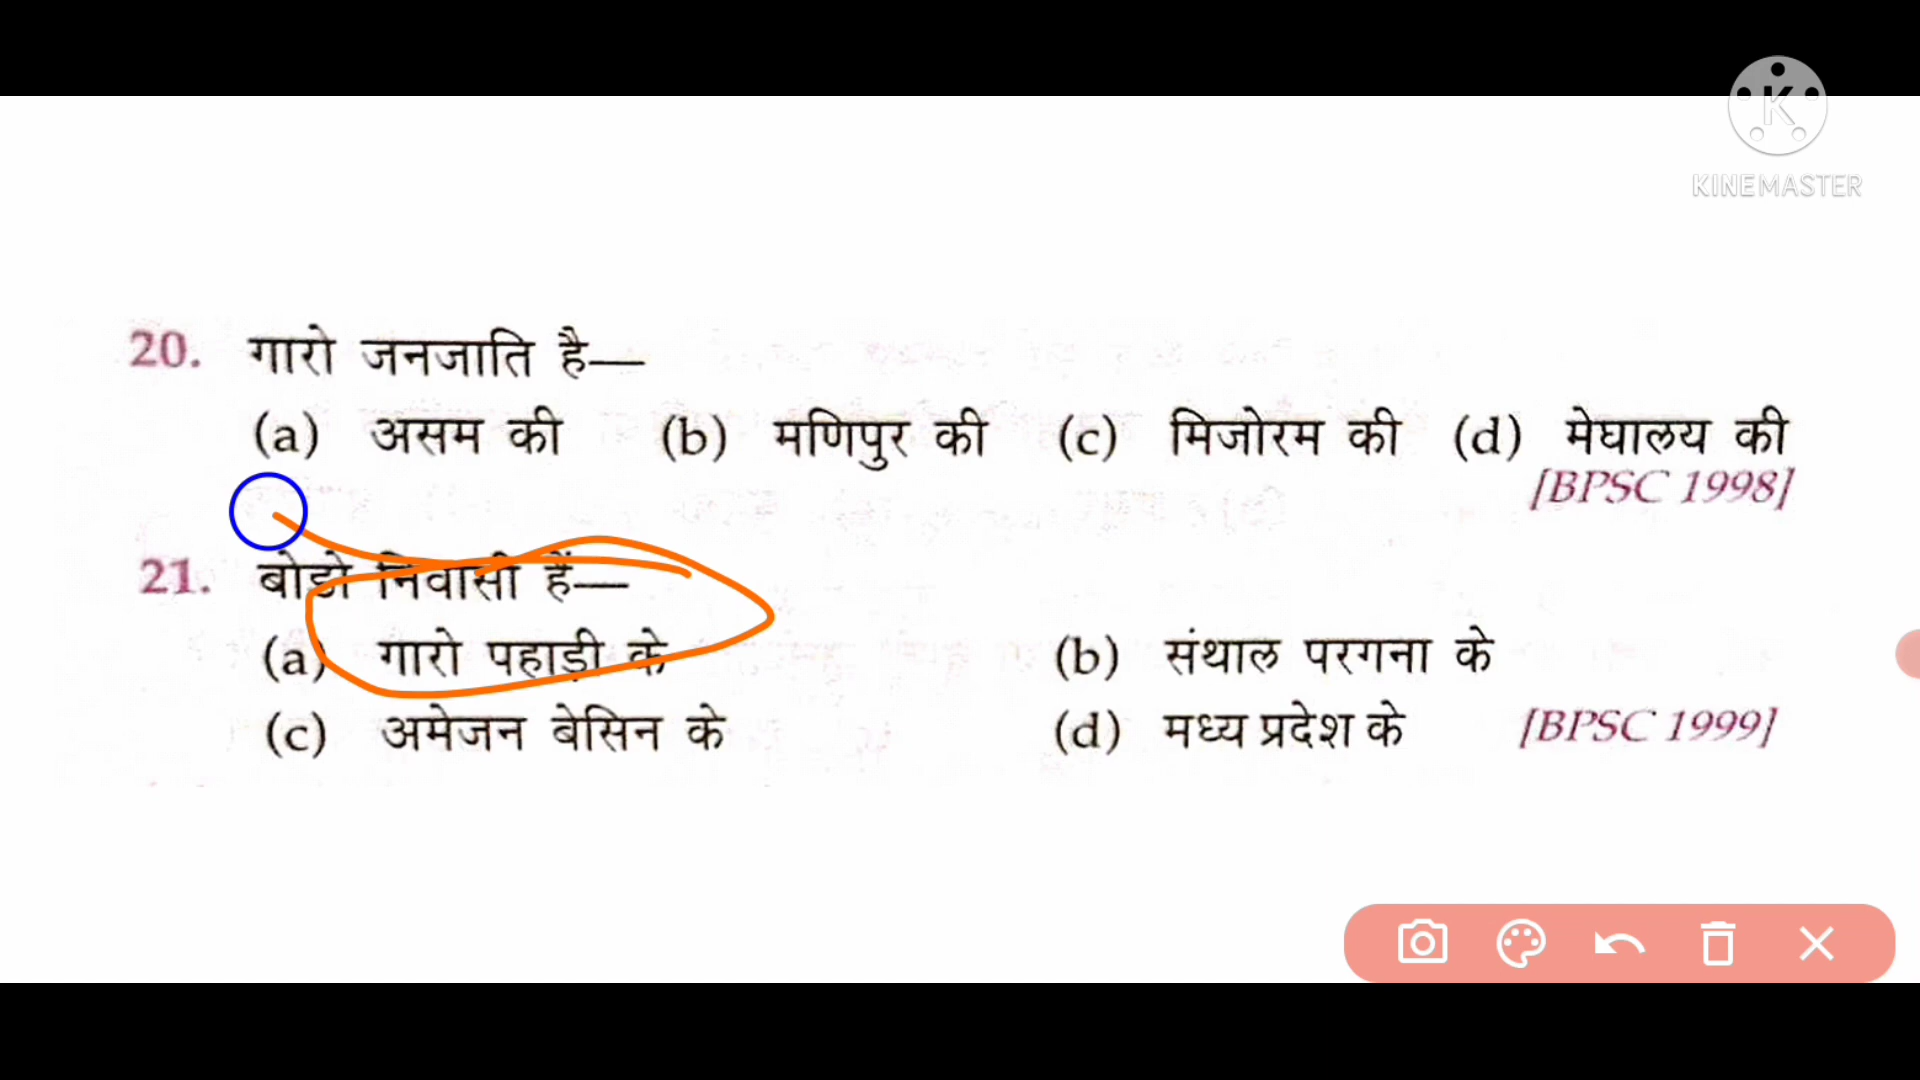 KINEMASTER
20. गारो जनजाति है—
(a) असम की (b) मणिपुर की (c) मिजोरम की (d) मेघालय की
[BPSC 1998]
21. बोडो निवासी हैं—
(a) गारो पहाड़ी के (b) संथाल परगना के
(c) अमेजन बेसिन के (d) मध्य प्रदेश के [BPSC 1999]